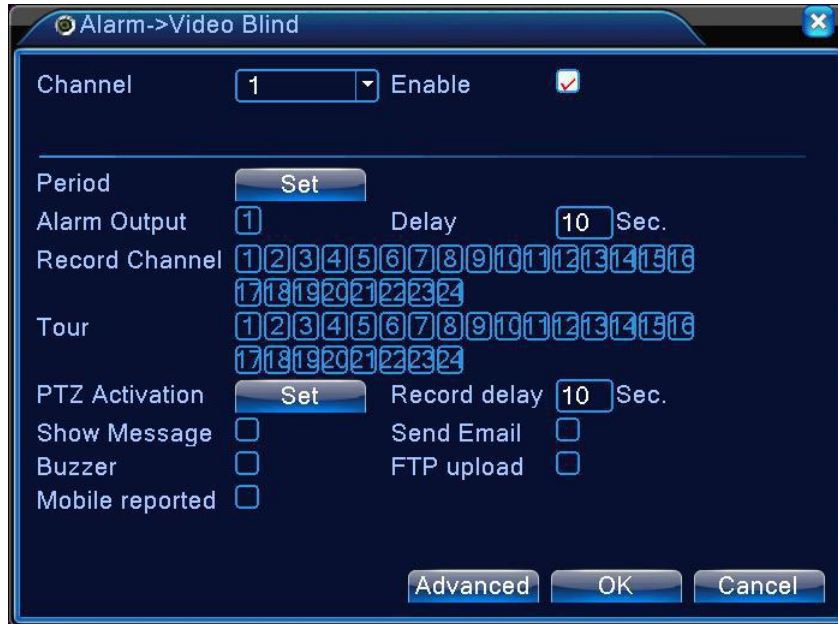 Alarm->Video Blind
Channel 1 Enable
Period Set
Alarm Output 1 Delay 10 Sec.
Record Channel 1 2 3 4 5 6 7 8 9 10 11 12 13 14 15 16
17 18 19 20 21 22 23 24
Tour 1 2 3 4 5 6 7 8 9 10 11 12 13 14 15 16
17 18 19 20 21 22 23 24
PTZ Activation Set Record delay 10 Sec.
Show Message Send Email
Buzzer FTP upload
Mobile reported
Advanced OK Cancel